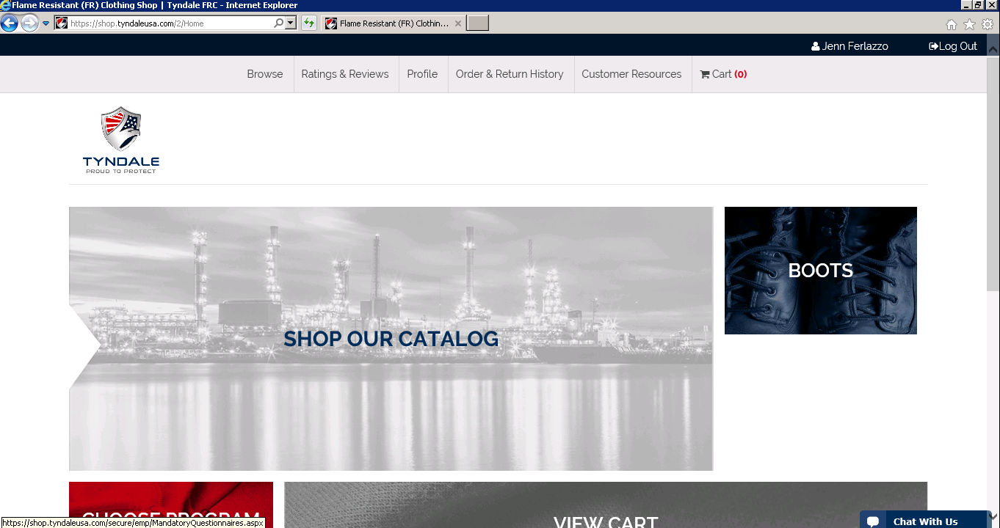 Flame Resistant (FR) Clothing Shop | Tyndale FRC - Internet Explorer
https://shop.tyndaleusa.com/2/Home
Flame Resistant (FR) Clothin...
Jenn Ferlazzo
Log Out
Browse
Ratings & Reviews
Profile
Order & Return History
Customer Resources
Cart (0)
TYNDALE
PROUD TO PROTECT
SHOP OUR CATALOG
BOOTS
CHOOSE PROGRAM
VIEW CART
https://shop.tyndaleusa.com/secure/emp/MandatoryQuestionnaires.aspx
Chat With Us